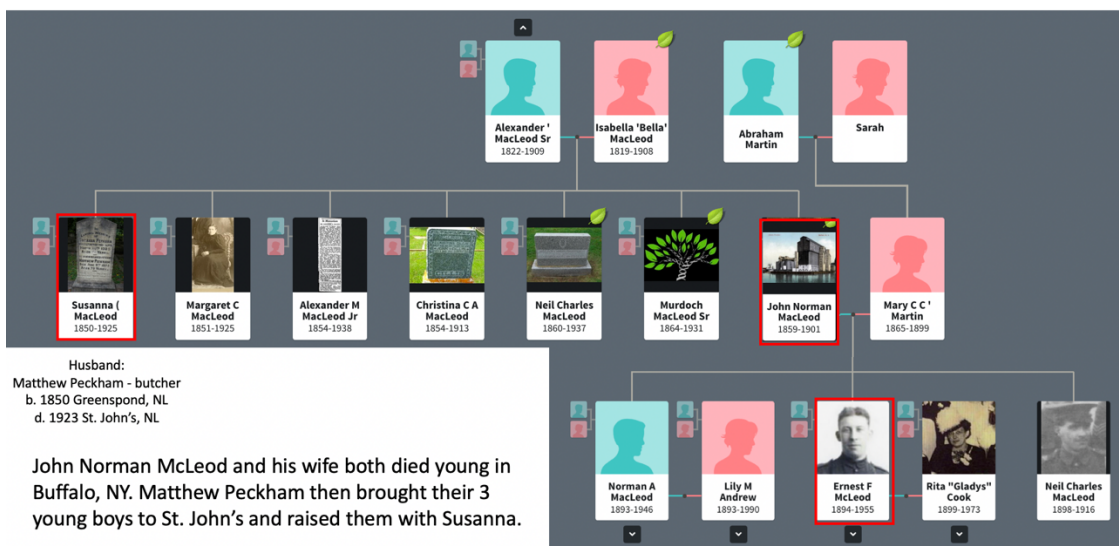 Alexander '
MacLeod Sr
1822-1909
Isabella 'Bella'
MacLeod
1819-1908
Abraham
Martin
Sarah
Susanna (
MacLeod
1850-1925
Margaret C
MacLeod
1851-1925
Alexander M
MacLeod Jr
1854-1938
Christina C A
MacLeod
1854-1913
Neil Charles
MacLeod
1860-1937
Murdoch
MacLeod Sr
1864-1931
John Norman
MacLeod
1859-1901
Mary C C '
Martin
1865-1899
Husband:
Matthew Peckham - butcher
b. 1850 Greenspond, NL
d. 1923 St. John’s, NL
John Norman McLeod and his wife both died young in
Buffalo, NY. Matthew Peckham then brought their 3
young boys to St. John’s and raised them with Susanna.
Norman A
MacLeod
1893-1946
Lily M
Andrew
1893-1990
Ernest F
McLeod
1894-1955
Rita "Gladys"
Cook
1899-1973
Neil Charles
MacLeod
1898-1916